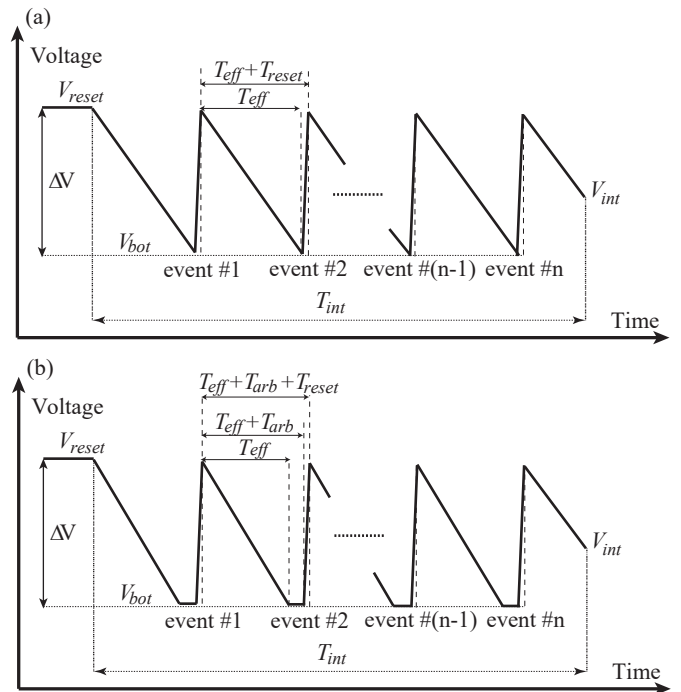 (a)
Voltage
T_eff+T_reset
V_reset
T_eff
ΔV
V_int
V_bot
event #1 event #2 event #(n-1) event #n
T_int
Time
(b)
T_eff+T_arb+T_reset
Voltage
T_eff+T_arb
V_reset
T_eff
ΔV
V_int
V_bot
event #1 event #2 event #(n-1) event #n
T_int
Time